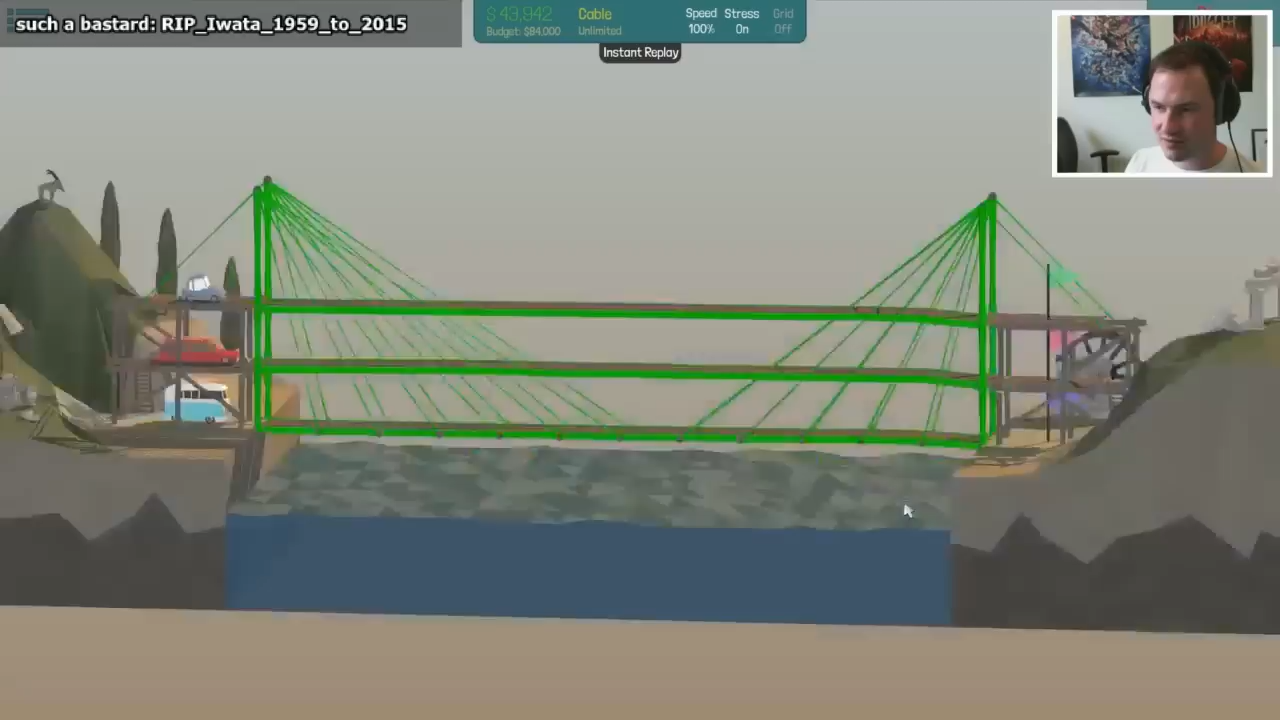 such a bastard: RIP_Iwata_1959_to_2015
$ 43,942
Budget: $84,000
Cable
Unlimited
Speed
100%
Stress
On
Grid
Off
Instant Replay